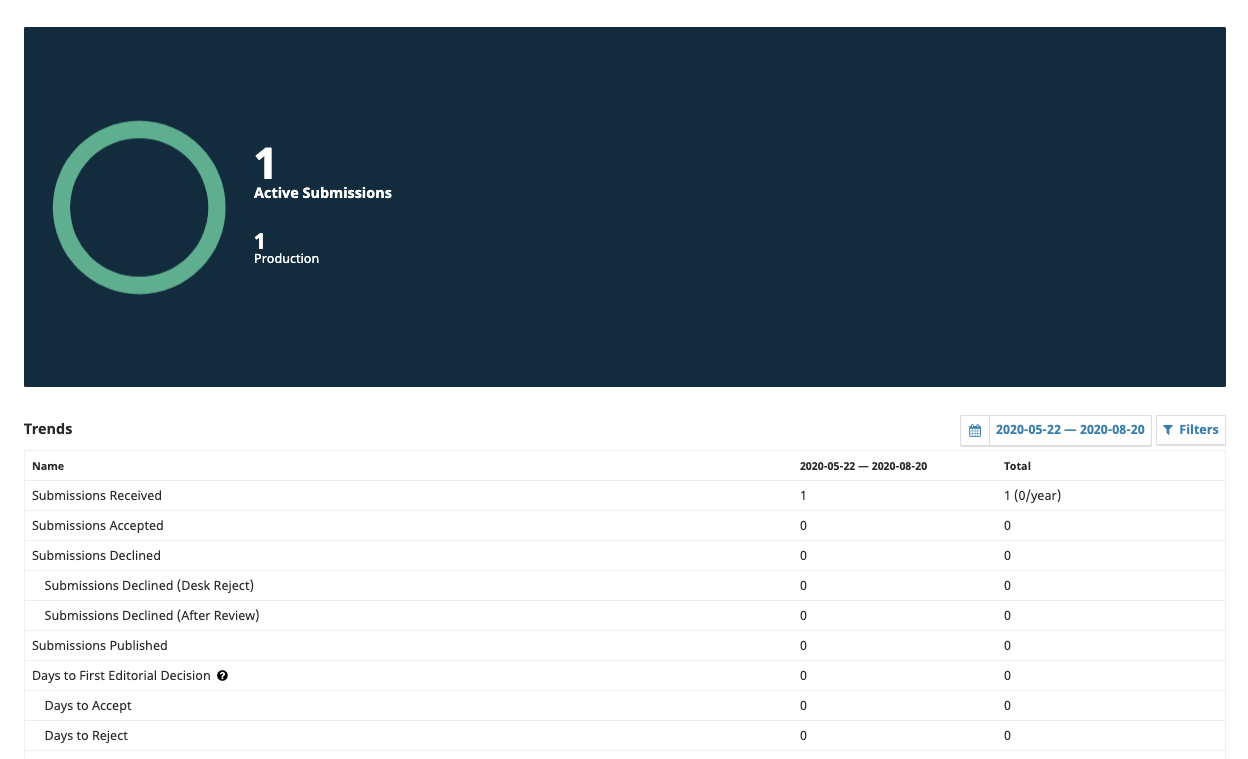 1
Active Submissions
1
Production
Trends
2020-05-22 — 2020-08-20 Filters
Name 2020-05-22 — 2020-08-20 Total
Submissions Received 1 1 (0/year)
Submissions Accepted 0 0
Submissions Declined 0 0
Submissions Declined (Desk Reject) 0 0
Submissions Declined (After Review) 0 0
Submissions Published 0 0
Days to First Editorial Decision ? 0 0
Days to Accept 0 0
Days to Reject 0 0